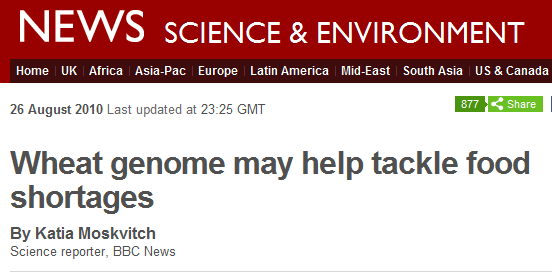 NEWS SCIENCE & ENVIRONMENT
Home UK Africa Asia-Pac Europe Latin America Mid-East South Asia US & Canada
26 August 2010 Last updated at 23:25 GMT
877 Share
Wheat genome may help tackle food
shortages
By Katia Moskvitch
Science reporter, BBC News